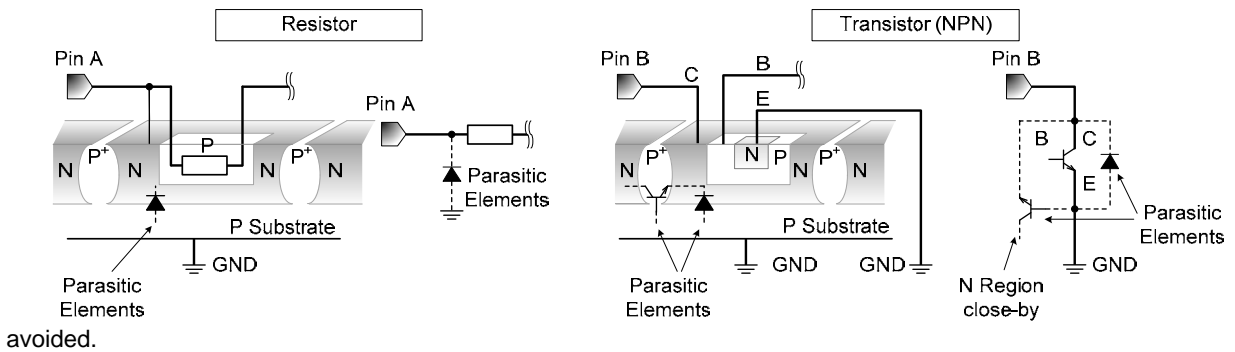 Resistor
Pin A
N
P+
N
P
N
P+
N
P Substrate
GND
Parasitic
Elements
Pin A
Parasitic
Elements
Transistor (NPN)
Pin B
C
B
E
N
P+
N
N
P
N
P+
N
P Substrate
GND
GND
Parasitic
Elements
Pin B
B
C
E
Parasitic
Elements
GND
N Region
close-by
avoided.